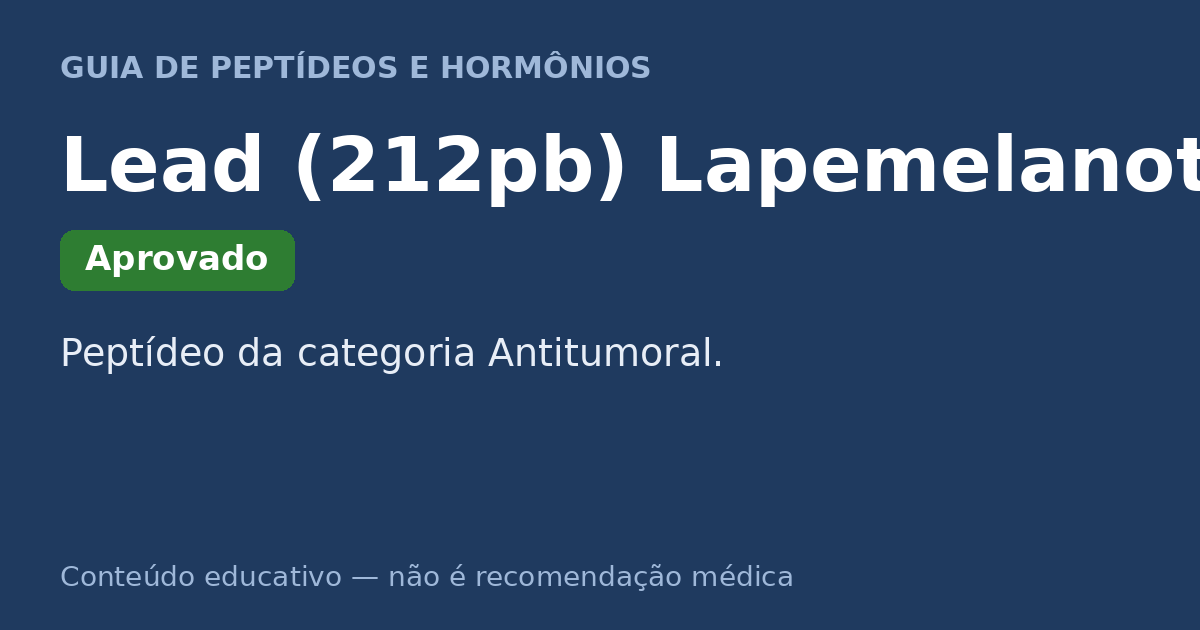 GUIA DE PEPTÍDEOS E HORMÔNIOS
Lead (212pb) Lapemelanot
Aprovado
Peptídeo da categoria Antitumoral.
Conteúdo educativo — não é recomendação médica